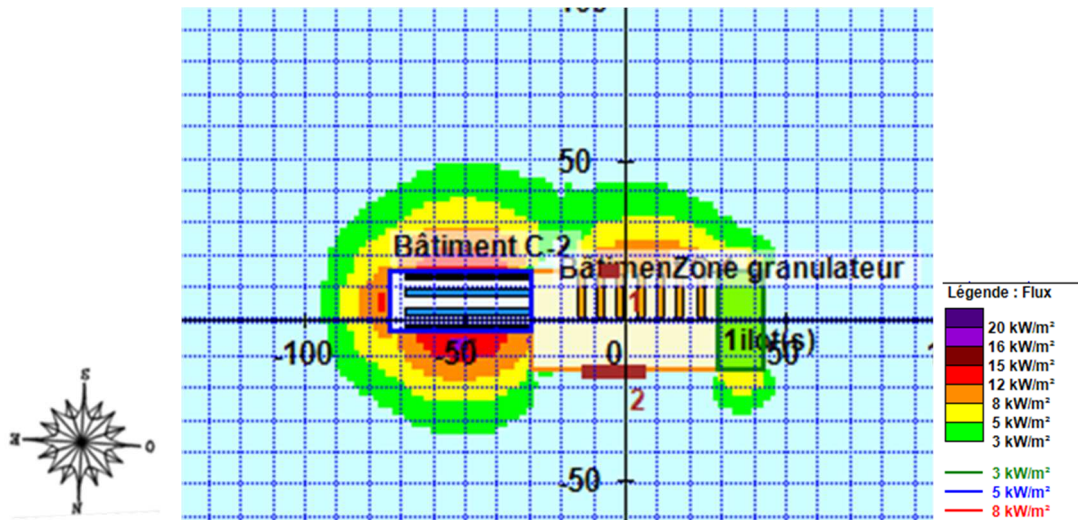 50
Bâtiment C-2
BâtimenZone granulateur
1
-100
-50
0
50
1ilot(s)
2
-50
S
E
O
N
Légende : Flux
20 kW/m²
16 kW/m²
15 kW/m²
12 kW/m²
8 kW/m²
5 kW/m²
3 kW/m²
3 kW/m²
5 kW/m²
8 kW/m²